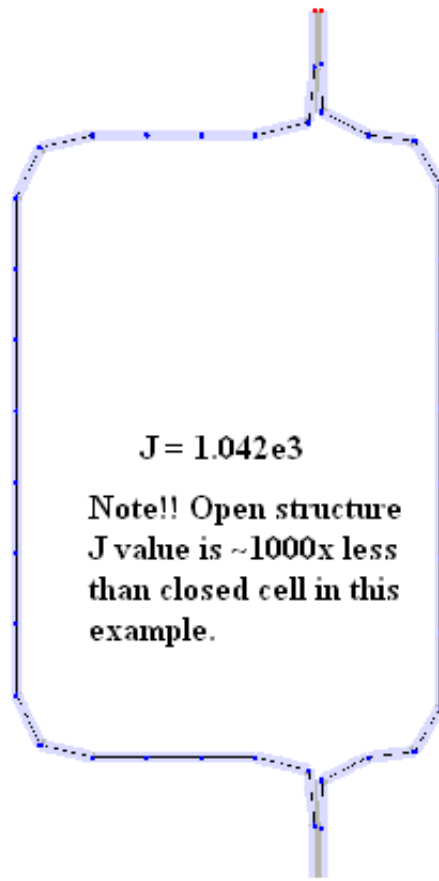 J = 1.042e3
Note!! Open structure
J value is ~1000x less
than closed cell in this
example.